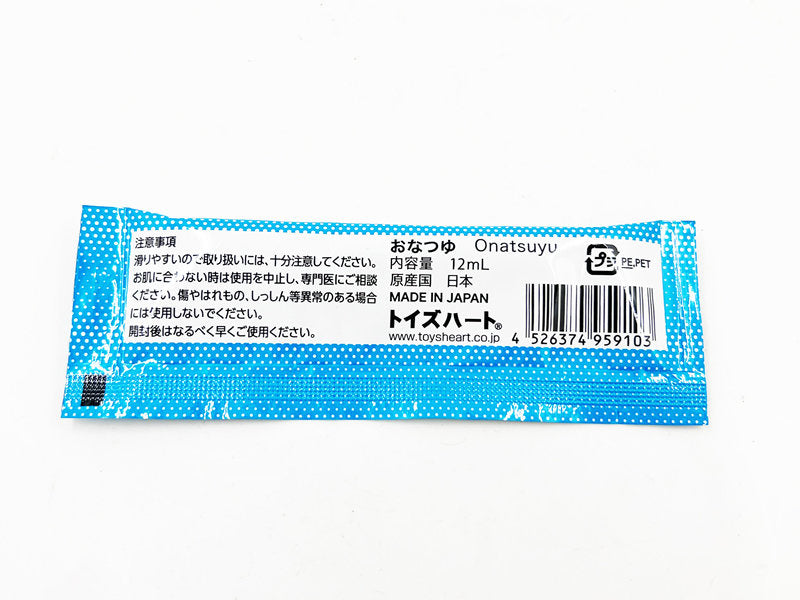 注意事項
滑りやすいので取り扱いには、十分注意してください。
お肌に合わない時は使用を中止し、専門医にご相談
ください。傷やはれもの、しっしん等異常のある場合
には使用しないでください。
開封後はなるべく早くご使用ください。
おなつゆ Onatsuyu
内容量 12mL
原産国 日本
MADE IN JAPAN
トイズハート®
www.toysheart.co.jp
プラ PE,PET
4 526374 959103